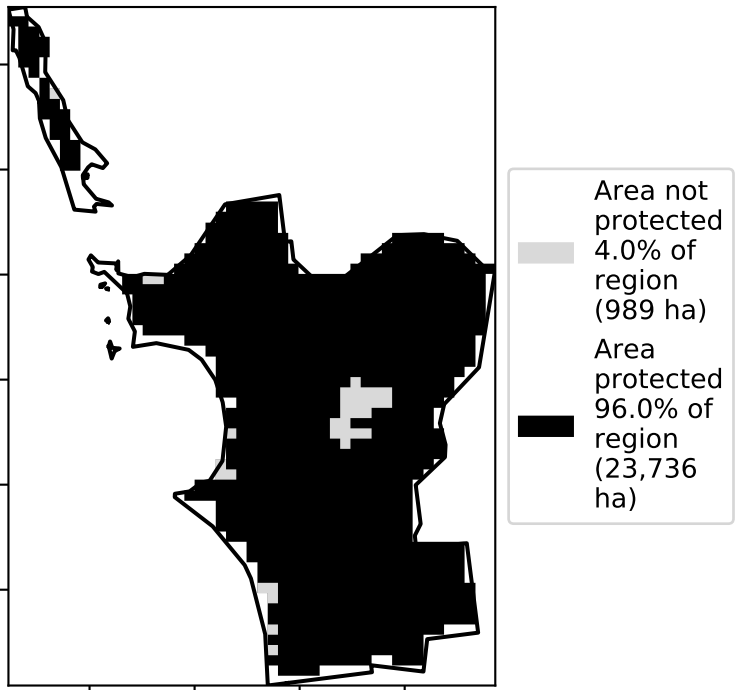 Area not
protected
4.0% of
region
(989 ha)
Area
protected
96.0% of
region
(23,736
ha)